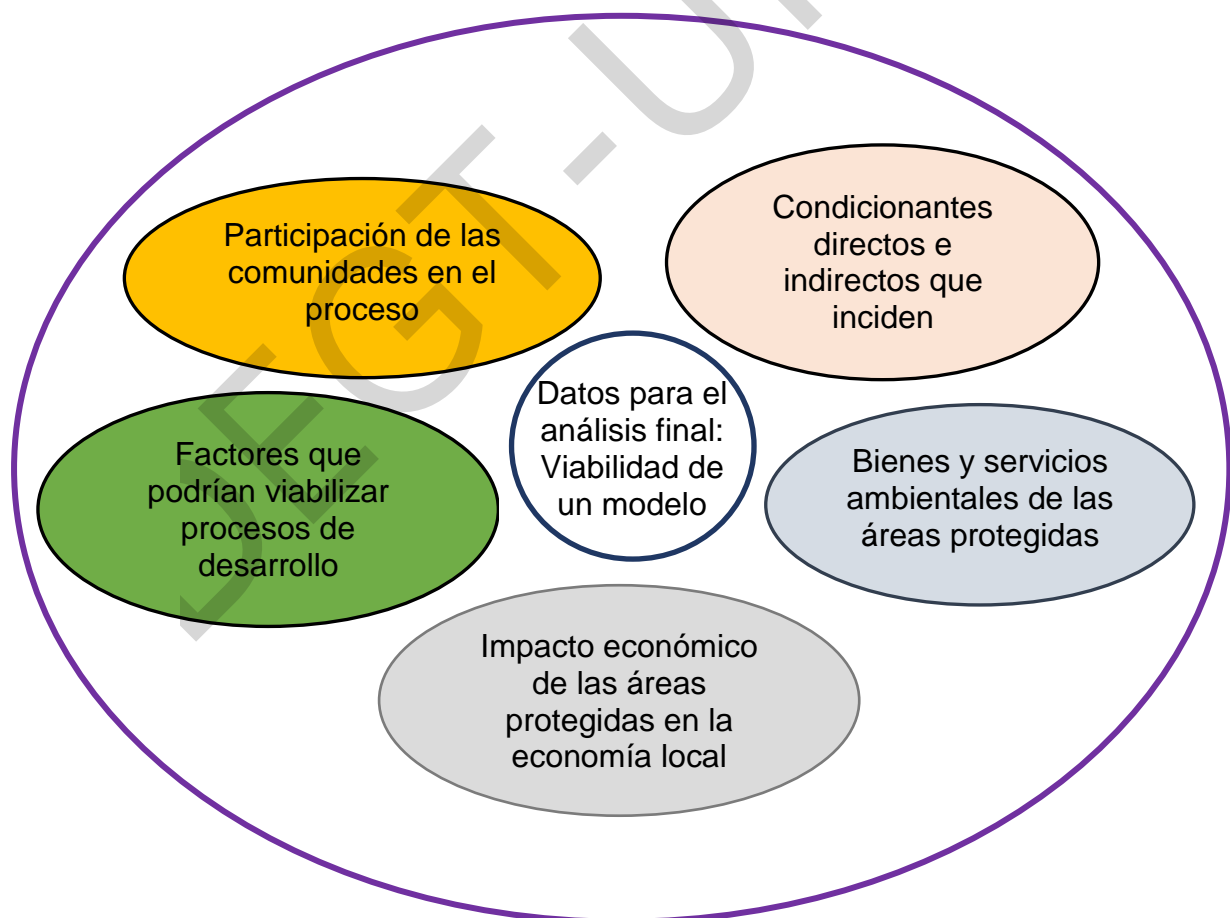 Participación de las
comunidades en el
proceso
Condicionantes
directos e
indirectos que
inciden
Datos para el
análisis final:
Viabilidad de
un modelo
Factores que
podrían viabilizar
procesos de
desarrollo
Bienes y servicios
ambientales de las
áreas protegidas
Impacto económico
de las áreas
protegidas en la
economía local